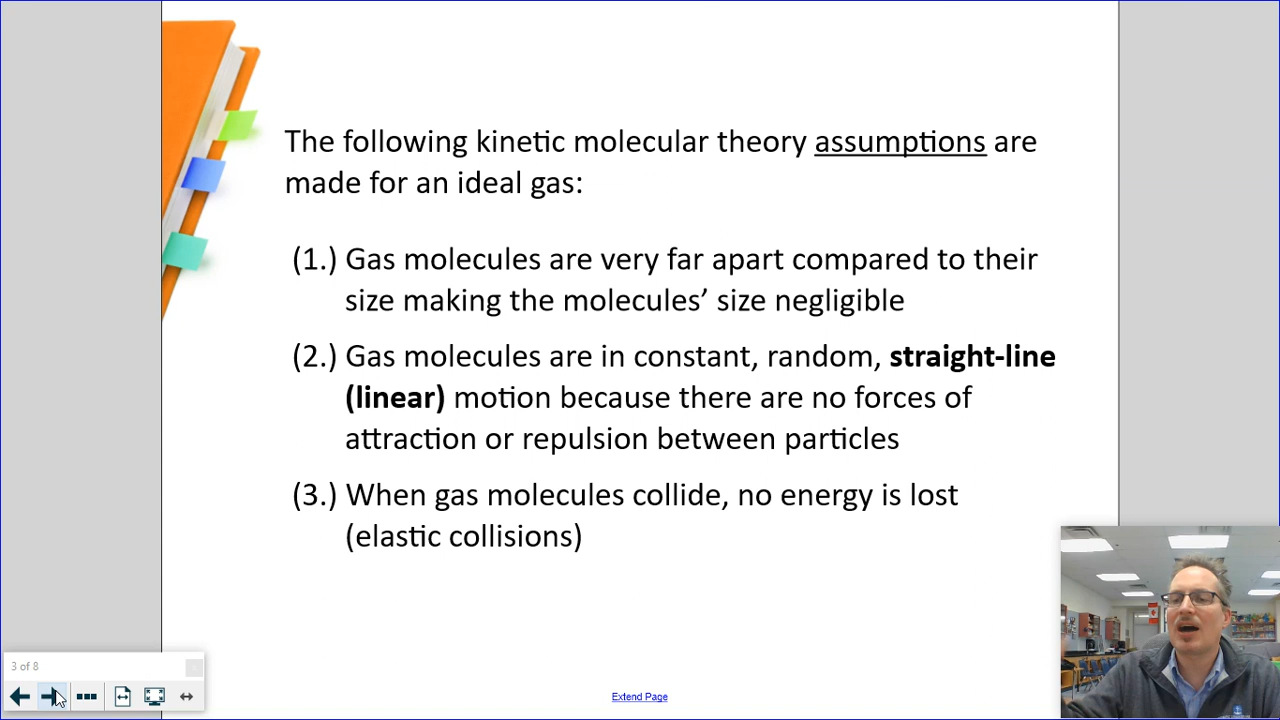 The following kinetic molecular theory assumptions are
made for an ideal gas:
(1.) Gas molecules are very far apart compared to their
size making the molecules’ size negligible
(2.) Gas molecules are in constant, random, straight-line
(linear) motion because there are no forces of
attraction or repulsion between particles
(3.) When gas molecules collide, no energy is lost
(elastic collisions)
3 of 8
Extend Page